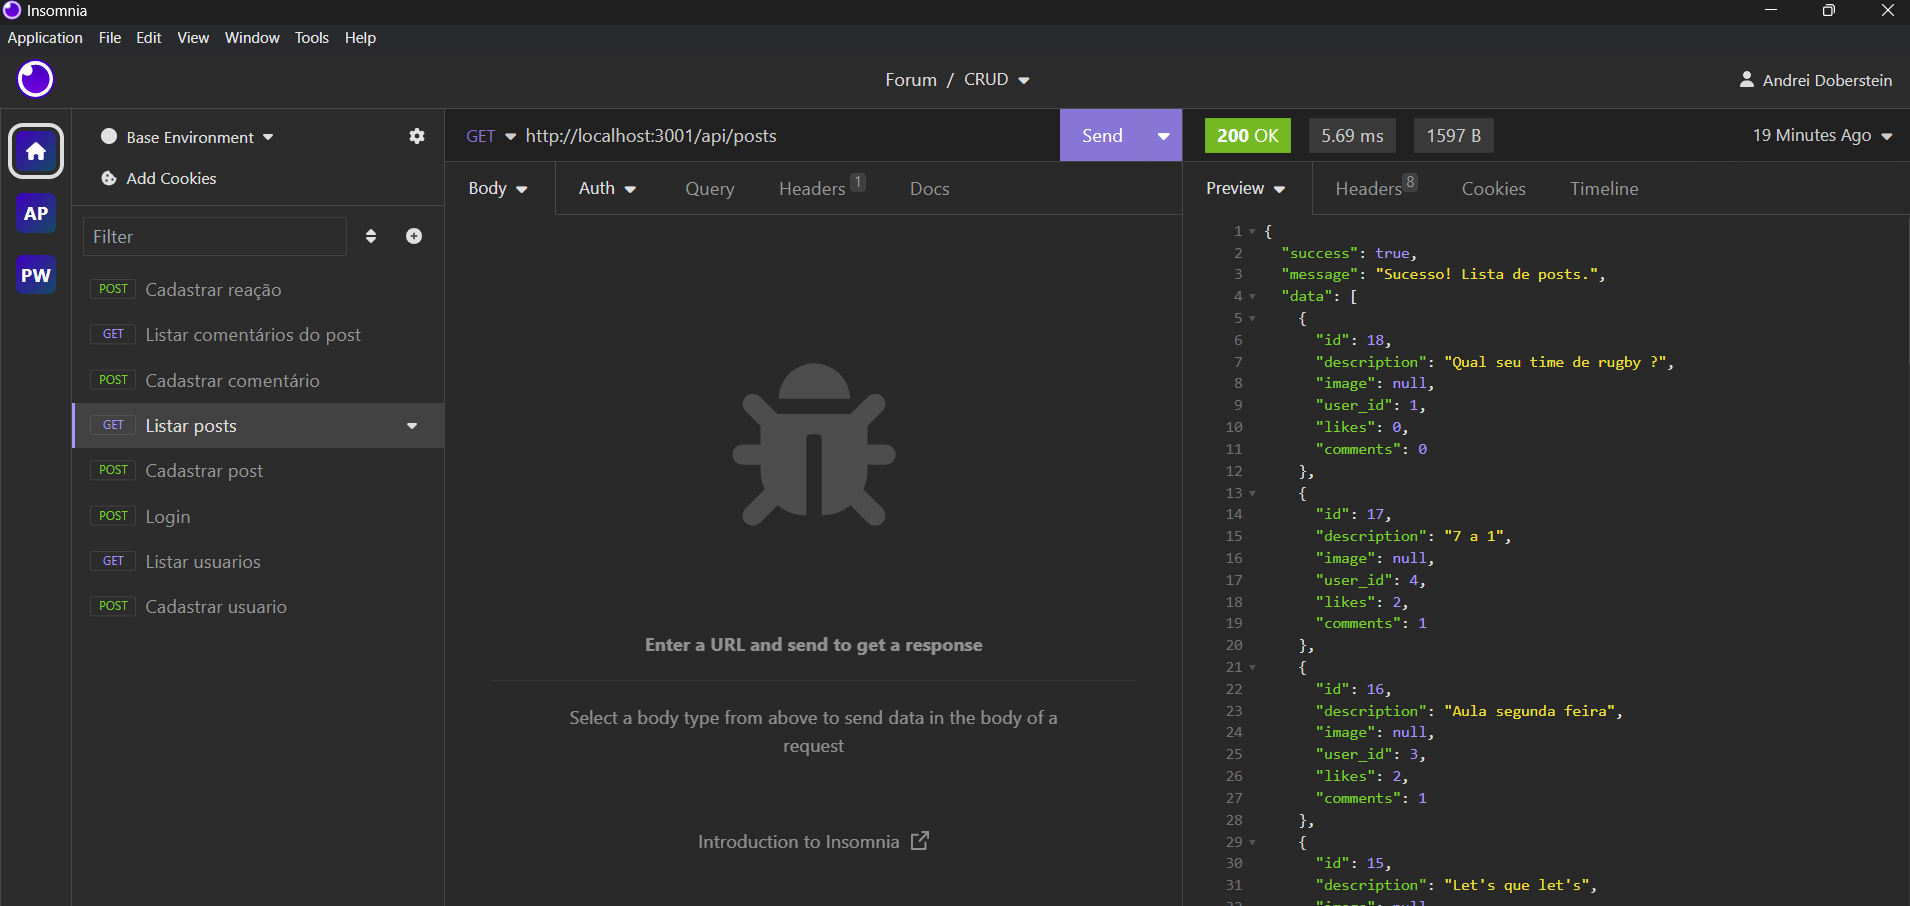 Insomnia
Application File Edit View Window Tools Help
Forum / CRUD
Andrei Doberstein
AP
PW
Base Environment
Add Cookies
Filter
POST Cadastrar reação
GET Listar comentários do post
POST Cadastrar comentário
GET Listar posts
POST Cadastrar post
POST Login
GET Listar usuarios
POST Cadastrar usuario
GET http://localhost:3001/api/posts
Send
Body Auth Query Headers 1 Docs
Enter a URL and send to get a response
Select a body type from above to send data in the body of a
request
Introduction to Insomnia
200 OK 5.69 ms 1597 B 19 Minutes Ago
Preview Headers 8 Cookies Timeline
1 {
2 "success": true,
3 "message": "Sucesso! Lista de posts.",
4 "data": [
5 {
6 "id": 18,
7 "description": "Qual seu time de rugby ?",
8 "image": null,
9 "user_id": 1,
10 "likes": 0,
11 "comments": 0
12 },
13 {
14 "id": 17,
15 "description": "7 a 1",
16 "image": null,
17 "user_id": 4,
18 "likes": 2,
19 "comments": 1
20 },
21 {
22 "id": 16,
23 "description": "Aula segunda feira",
24 "image": null,
25 "user_id": 3,
26 "likes": 2,
27 "comments": 1
28 },
29 {
30 "id": 15,
31 "description": "Let's que let's",